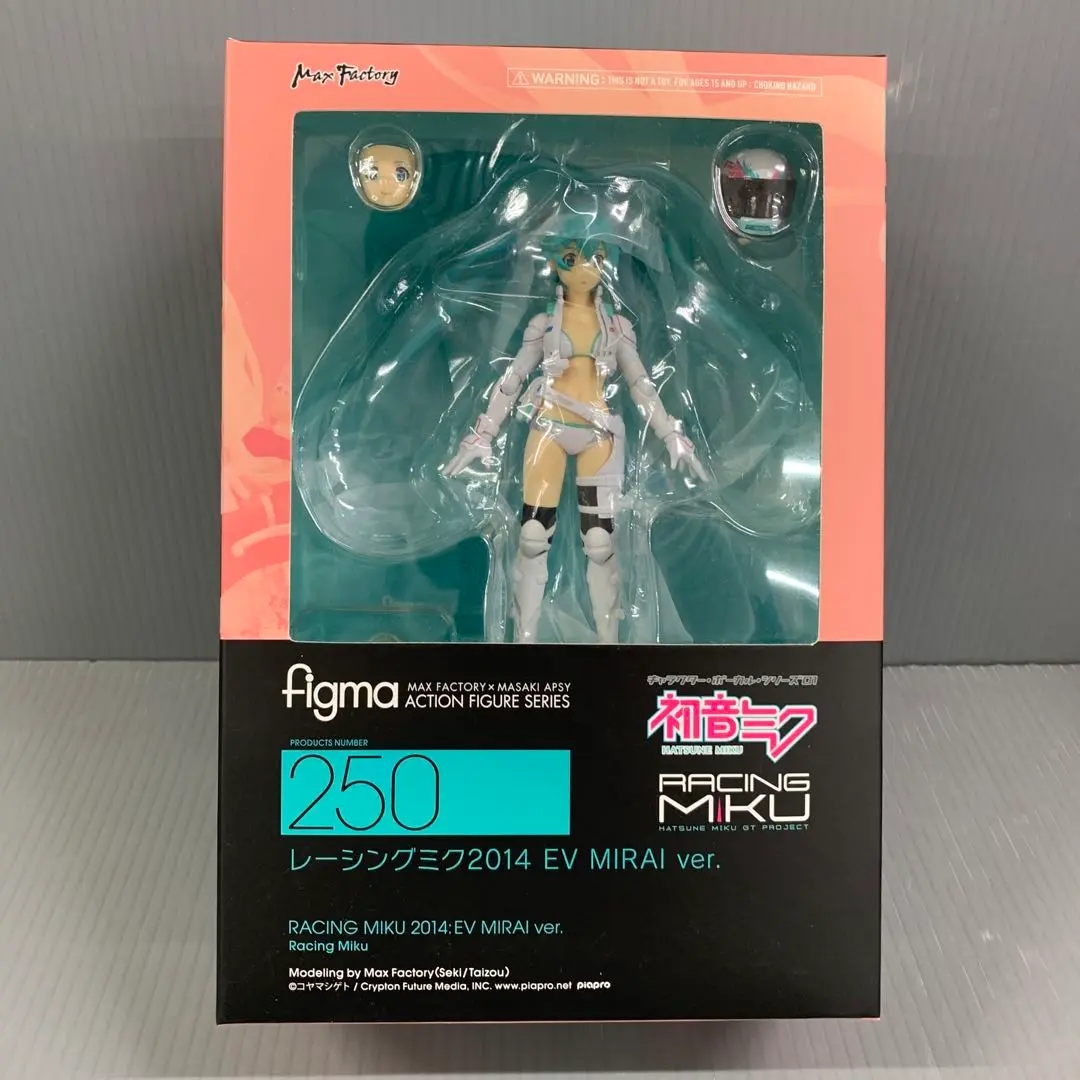 Max Factory
⚠ WARNING : THIS IS NOT A TOY. FOR AGES 15 AND UP : CHOKING HAZARD
figma MAX FACTORY × MASAKI APSY
ACTION FIGURE SERIES
PRODUCTS NUMBER
250
レーシングミク2014 EV MIRAI ver.
RACING MIKU 2014:EV MIRAI ver.
Racing Miku
Modeling by Max Factory(Seki/Taizou)
©コヤマシゲト / Crypton Future Media, INC. www.piapro.net piapro
キャラクター・ボーカル・シリーズ01
初音ミク
HATSUNE MIKU
RACING
MIKU
HATSUNE MIKU GT PROJECT